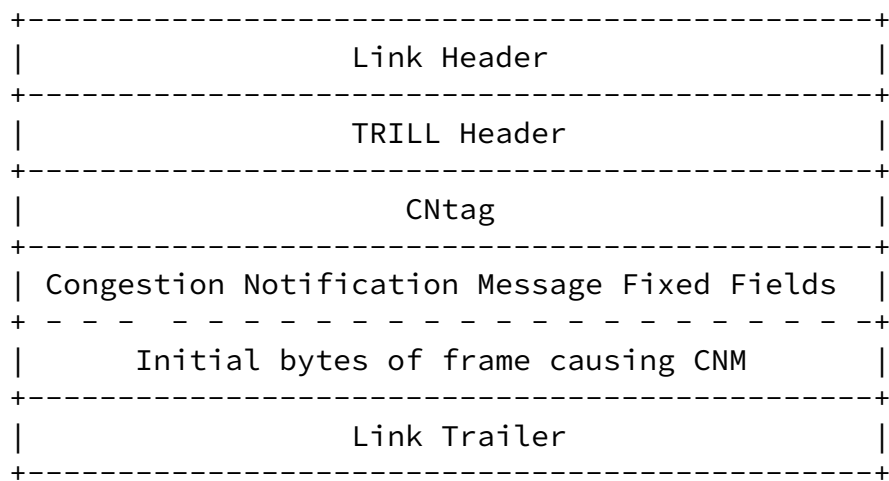 Link Header
TRILL Header
CNtag
Congestion Notification Message Fixed Fields
Initial bytes of frame causing CNM
Link Trailer